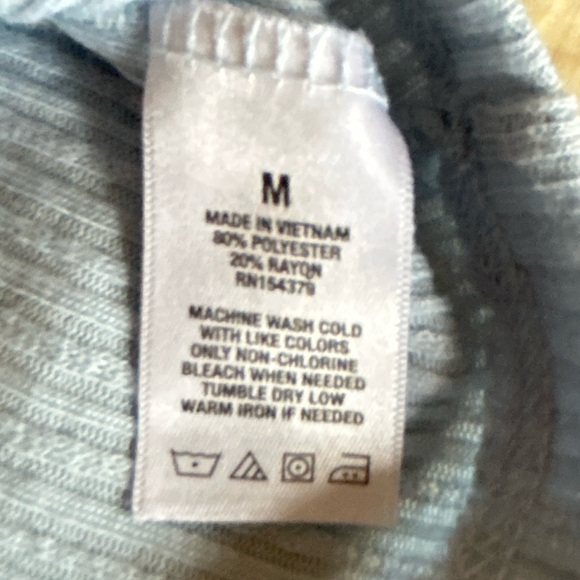 M
MADE IN VIETNAM
80% POLYESTER
20% RAYON
RN154379
MACHINE WASH COLD
WITH LIKE COLORS
ONLY NON-CHLORINE
BLEACH WHEN NEEDED
TUMBLE DRY LOW
WARM IRON IF NEEDED